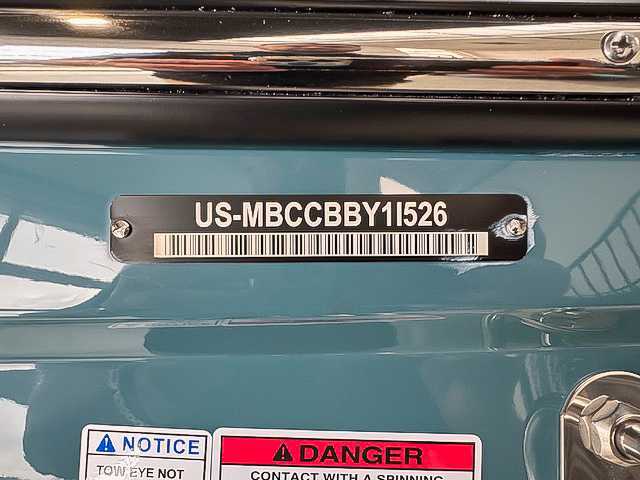 US-MBCCBBY1I526
NOTICE
TOW EYE NOT
DANGER
CONTACT WITH A SPINNING